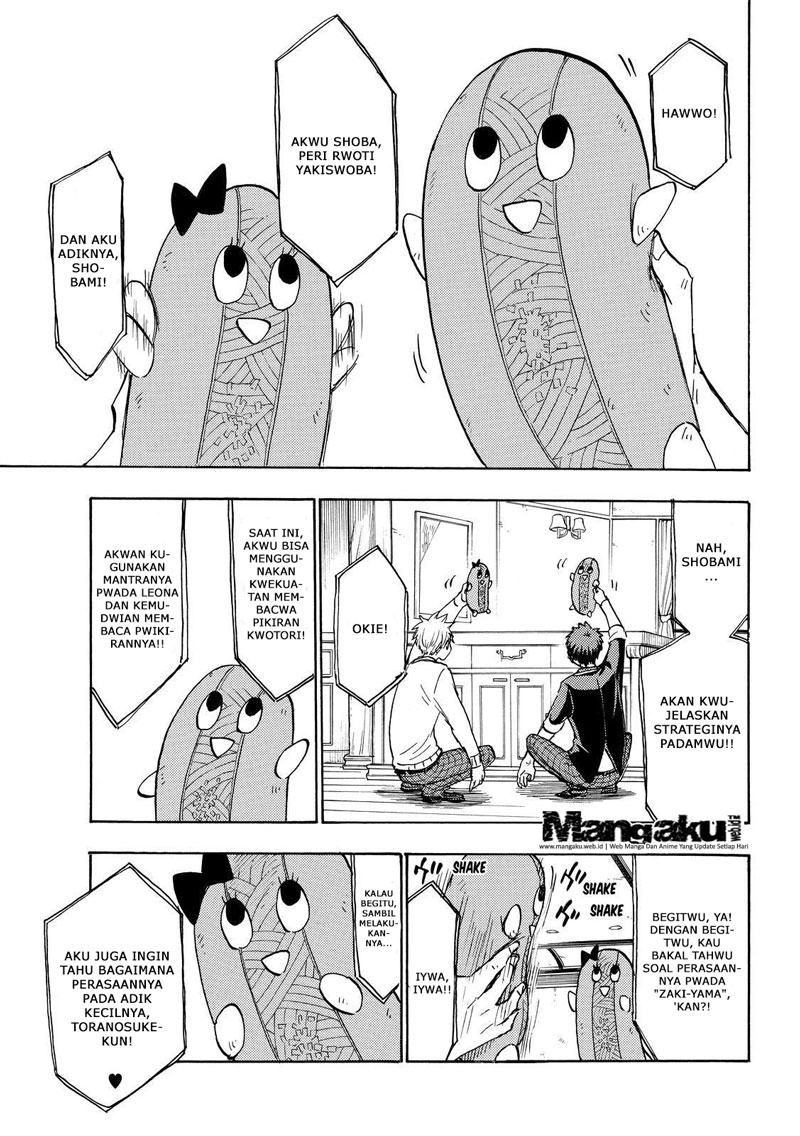 HAWWO!
AKWU SHOBA,
PERI RWOTI
YAKISWOBA!
DAN AKU
ADIKNYA,
SHO-
BAMI!
NAH,
SHOBAMI
...
AKAN KWU-
JELASKAN
STRATEGINYA
PADAMWU!!
OKIE!
SAAT INI,
AKWU BISA
MENGGU-
NAKAN
KWEKUA-
TAN MEM-
BACWA
PIKIRAN
KWOTORI!
AKWAN KU-
GUNAKAN
MANTRANYA
PWADA LEONA
DAN KEMU-
DWIAN MEM-
BACA PWIKI-
RANNYA!!
Mangaku
web.id
www.mangaku.web.id | Web Manga Dan Anime Yang Update Setiap Hari
BEGITWU, YA!
DENGAN BEGI-
TWU, KAU
BAKAL TAHWU
SOAL PERASAAN-
NYA PWADA
"ZAKI-YAMA",
'KAN?!
SHAKE
SHAKE
SHAKE
IYWA,
IYWA!!
KALAU
BEGITU,
SAMBIL
MELAKU-
KAN-
NYA...
AKU JUGA INGIN
TAHU BAGAIMANA
PERASAANNYA
PADA ADIK
KECILNYA,
TORANOSUKE-
KUN!
♥